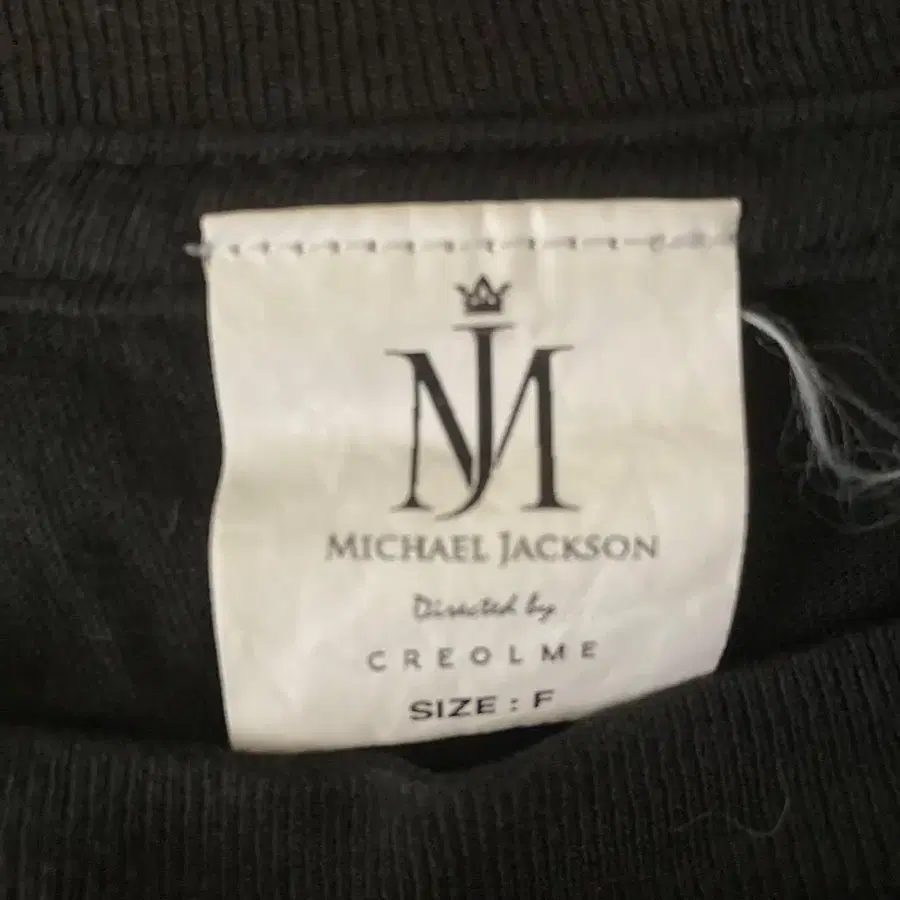 MJ
MICHAEL JACKSON
Directed by
CREOLME
SIZE : F